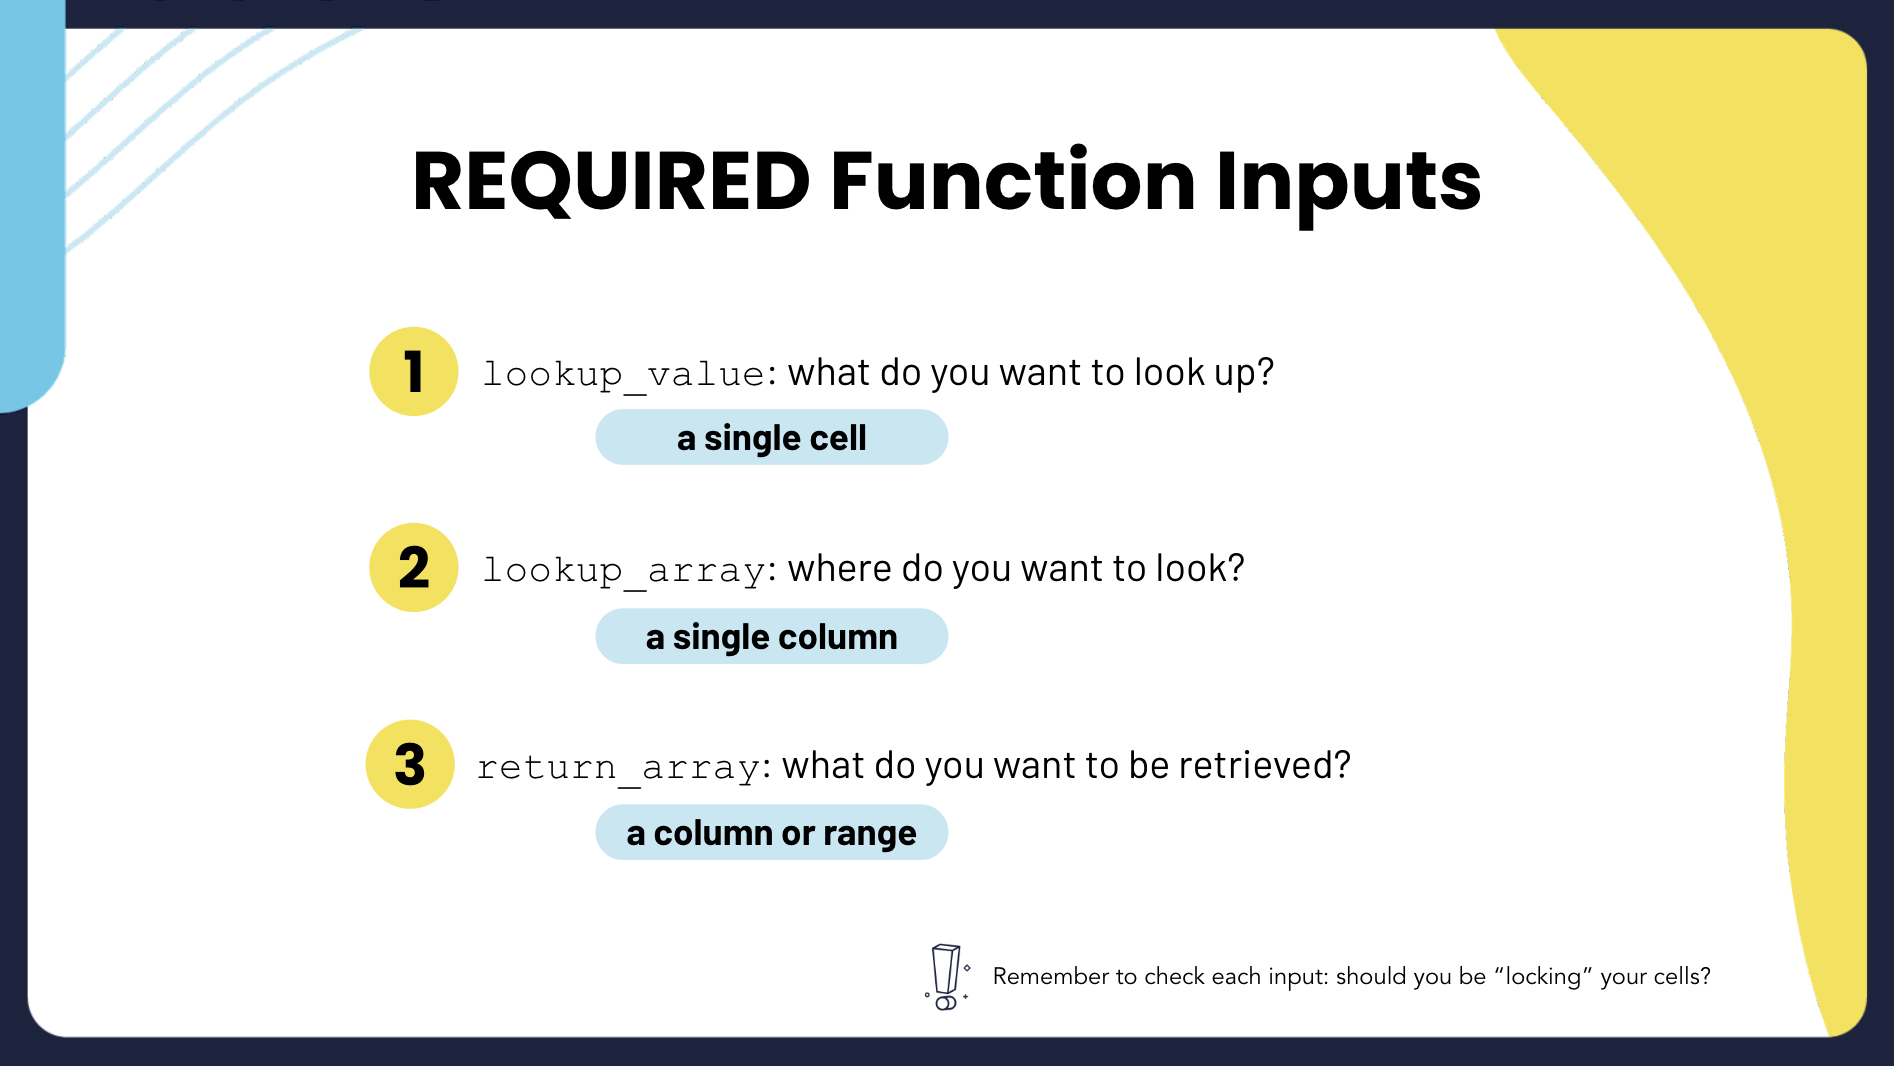 REQUIRED Function Inputs
1 lookup_value: what do you want to look up?
a single cell
2 lookup_array: where do you want to look?
a single column
3 return_array: what do you want to be retrieved?
a column or range
Remember to check each input: should you be “locking” your cells?